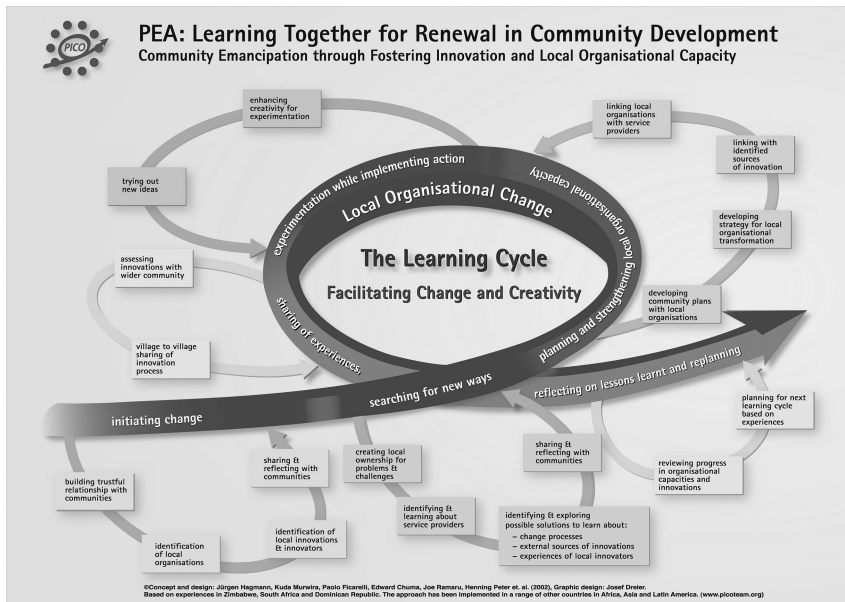 PEA: Learning Together for Renewal in Community Development
Community Emancipation through Fostering Innovation and Local Organisational Capacity
PICO
enhancing
creativity for
experimentation
trying out
new ideas
linking local
organisations
with service
providers
linking with
identified
sources
of innovation
developing
strategy for local
organisational
transformation
developing
community plans
with local
organisations
experimentation while implementing action
Local Organisational Change
planning and strengthening local organisational capacity
The Learning Cycle
Facilitating Change and Creativity
assessing
innovations with
wider community
village to village
sharing of
innovation
process
sharing of experiences,
reflecting on lessons learnt and replanning
searching for new ways
initiating change
building trustful
relationship with
communities
identification
of local
organisations
identification of
local innovations
& innovators
sharing &
reflecting with
communities
creating local
ownership for
problems &
challenges
identifying &
learning about
service providers
identifying & exploring
possible solutions to learn about:
– change processes
– external sources of innovations
– experiences of local innovators
sharing &
reflecting with
communities
reviewing progress
in organisational
capacities and
innovations
planning for next
learning cycle
based on
experiences
©Concept and design: Jürgen Hagmann, Kuda Murwira, Paolo Ficarelli, Edward Chuma, Joe Ramaru, Henning Peter et al. (2002), Graphic design: Josef Dreier.
Based on experiences in Zimbabwe, South Africa and Dominican Republic. The approach has been implemented in a range of other countries in Africa, Asia and Latin America. (www.picoteam.org)